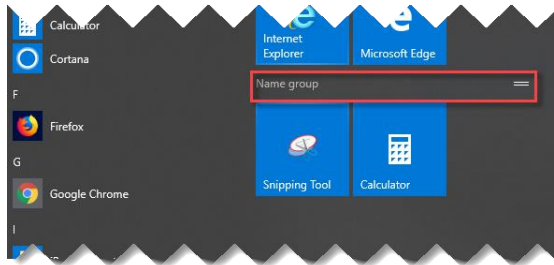 Calculator
Cortana
F
Firefox
G
Google Chrome
I
Internet
Explorer
Microsoft Edge
Name group
Snipping Tool
Calculator